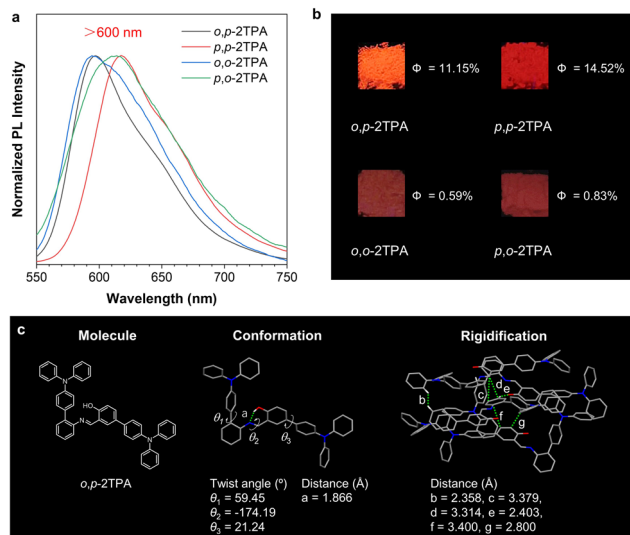 a
>600 nm
o,p-2TPA
p,p-2TPA
o,o-2TPA
p,o-2TPA
Normalized PL Intensity
550 600 650 700 750
Wavelength (nm)
b
Φ = 11.15%
Φ = 14.52%
o,p-2TPA
p,p-2TPA
Φ = 0.59%
Φ = 0.83%
o,o-2TPA
p,o-2TPA
c
Molecule
Conformation
Rigidification
N
HO
N
N
o,p-2TPA
θ1
a
θ2
θ3
b
c
d
e
g
Twist angle (º)
θ1 = 59.45
θ2 = -174.19
θ3 = 21.24
Distance (Å)
a = 1.866
Distance (Å)
b = 2.358, c = 3.379,
d = 3.314, e = 2.403,
f = 3.400, g = 2.800